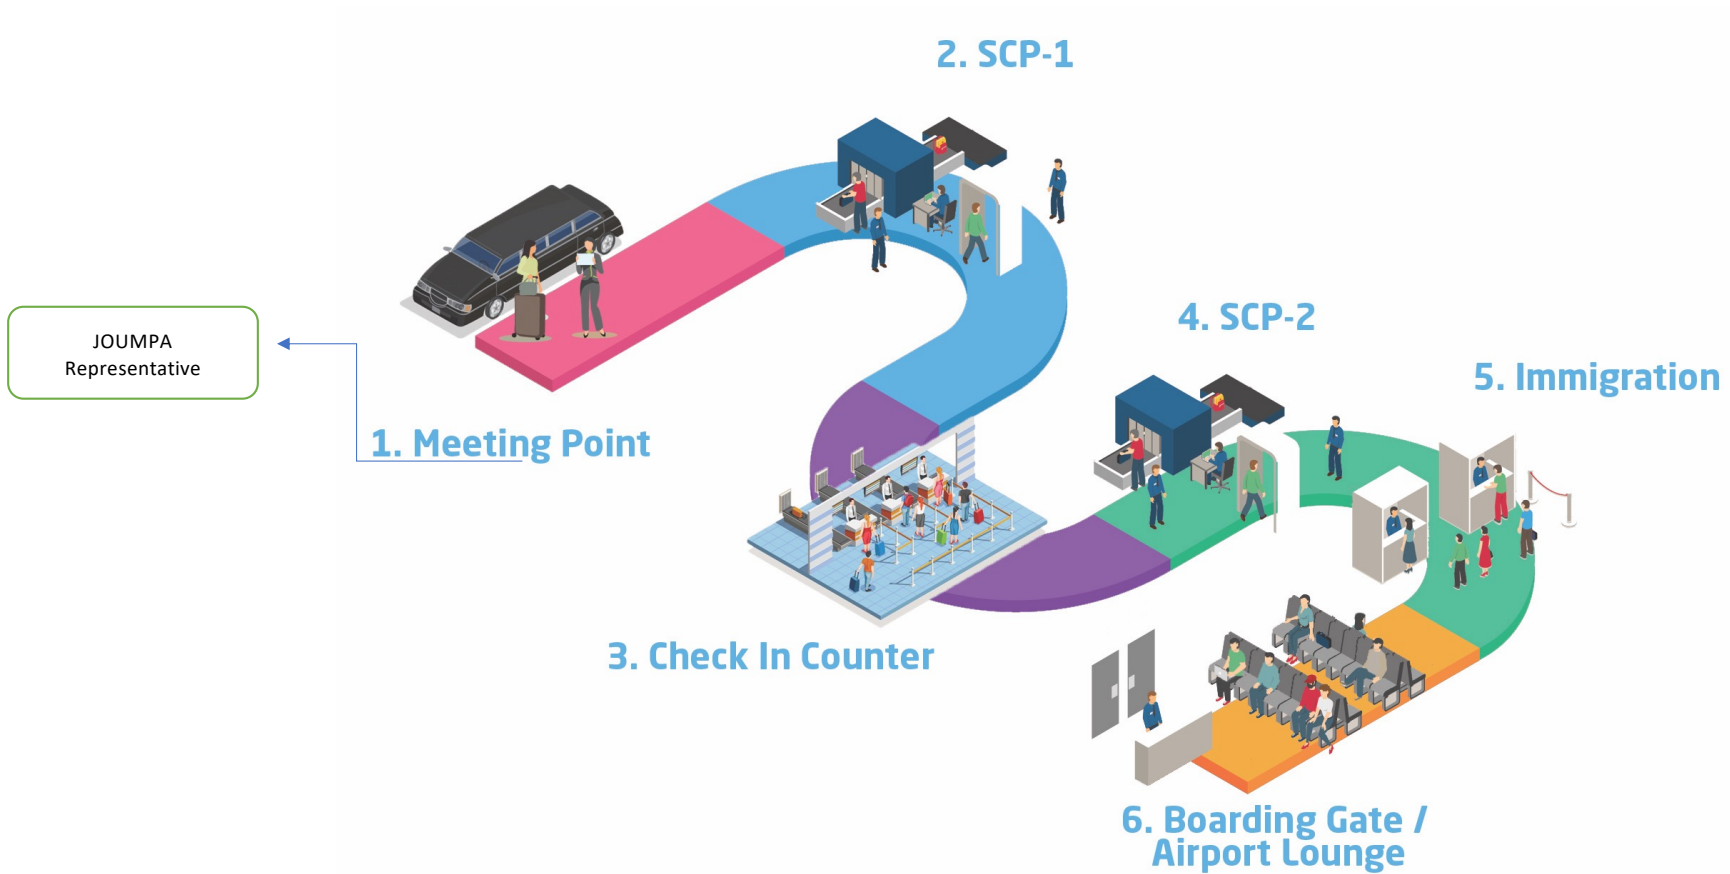 2. SCP-1
JOUMPA
Representative
1. Meeting Point
4. SCP-2
5. Immigration
3. Check In Counter
6. Boarding Gate /
Airport Lounge